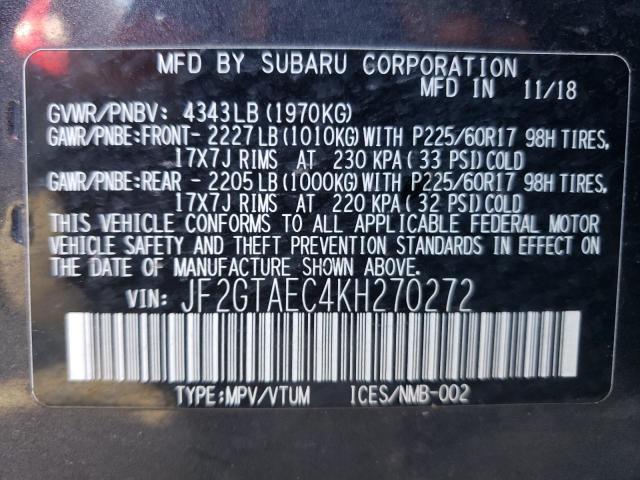 MFD BY SUBARU CORPORATION
MFD IN 11/18
GVWR/PNBV: 4343LB (1970KG)
GAWR/PNBE:FRONT- 2227LB(1010KG)WITH P225/60R17 98H TIRES,
17X7J RIMS AT 230 KPA( 33 PSI)COLD
GAWR/PNBE:REAR - 2205LB(1000KG)WITH P225/60R17 98H TIRES,
17X7J RIMS AT 220 KPA( 32 PSI)COLD
THIS VEHICLE CONFORMS TO ALL APPLICABLE FEDERAL MOTOR
VEHICLE SAFETY AND THEFT PREVENTION STANDARDS IN EFFECT ON
THE DATE OF MANUFACTURE SHOWN ABOVE.
VIN: JF2GTAEC4KH270272
TYPE:MPV/VTUM ICES/NMB-002